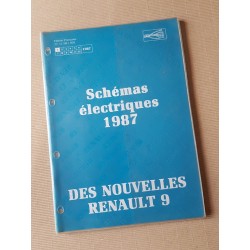 Schémas
électriques
1987
DES NOUVELLES
RENAULT 9